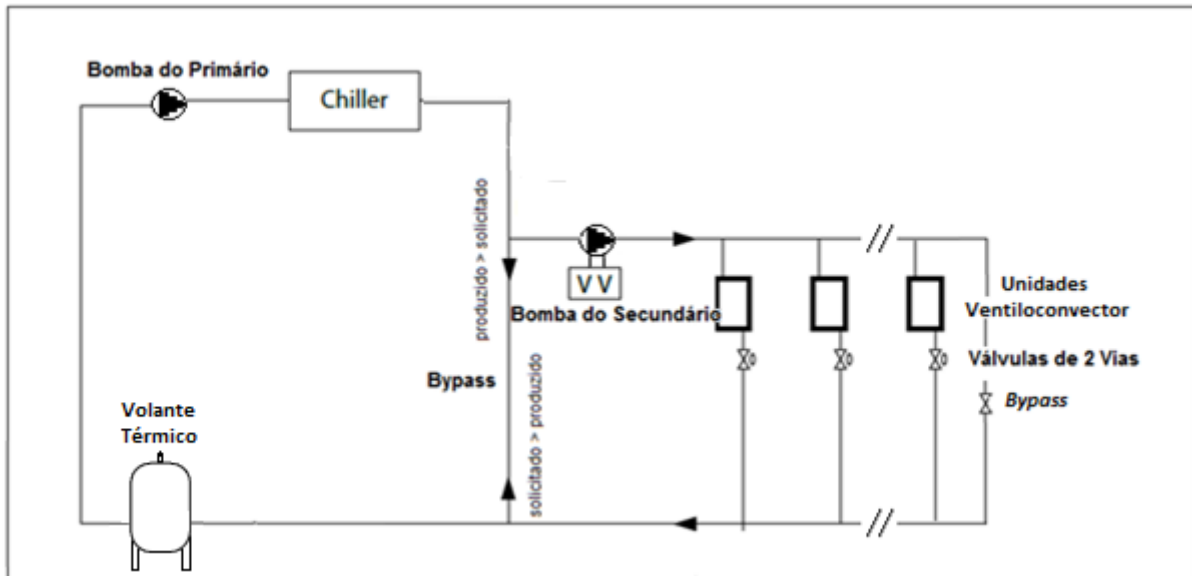 Bomba do Primário
Chiller
produzido > solicitado
V V
Bomba do Secundário
Unidades
Ventiloconvector
Bypass
solicitado > produzido
Válvulas de 2 Vias
Bypass
Volante
Térmico